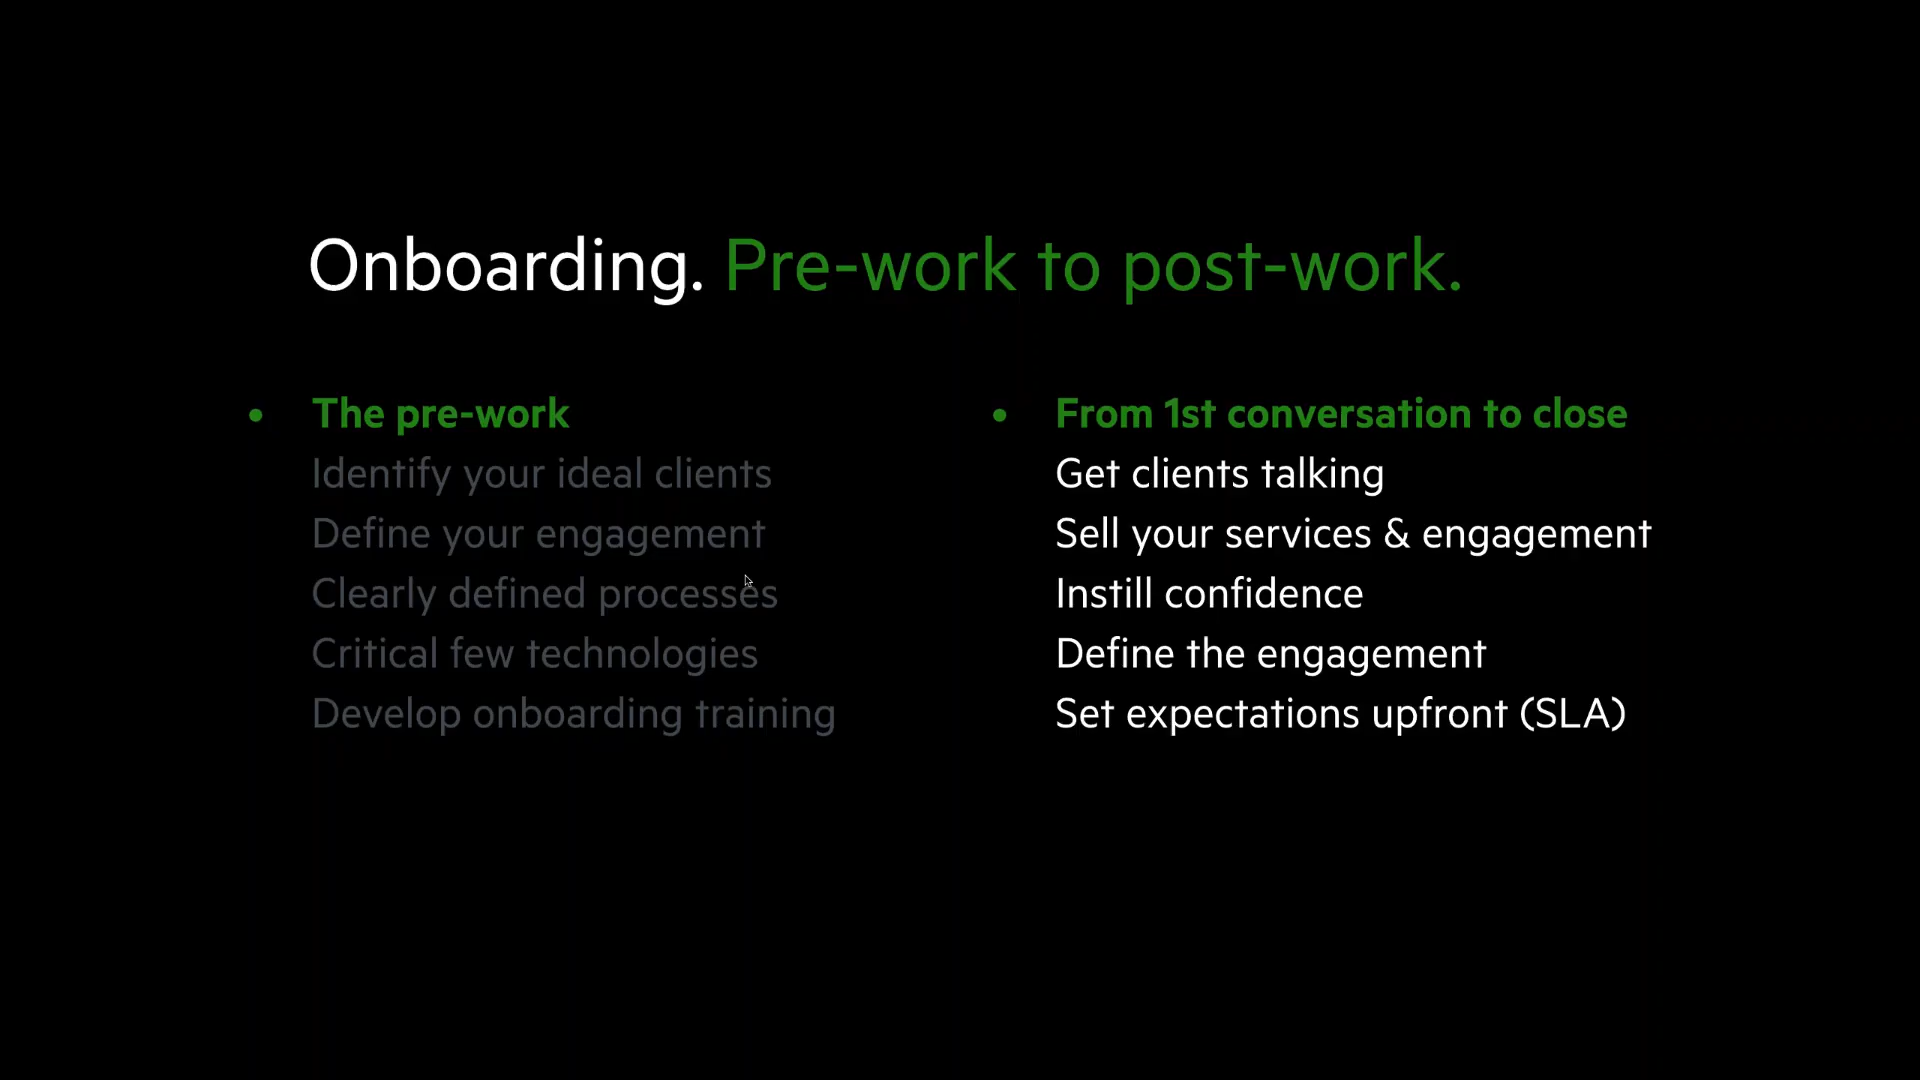 Onboarding. Pre-work to post-work.
• The pre-work
Identify your ideal clients
Define your engagement
Clearly defined processes
Critical few technologies
Develop onboarding training
• From 1st conversation to close
Get clients talking
Sell your services & engagement
Instill confidence
Define the engagement
Set expectations upfront (SLA)